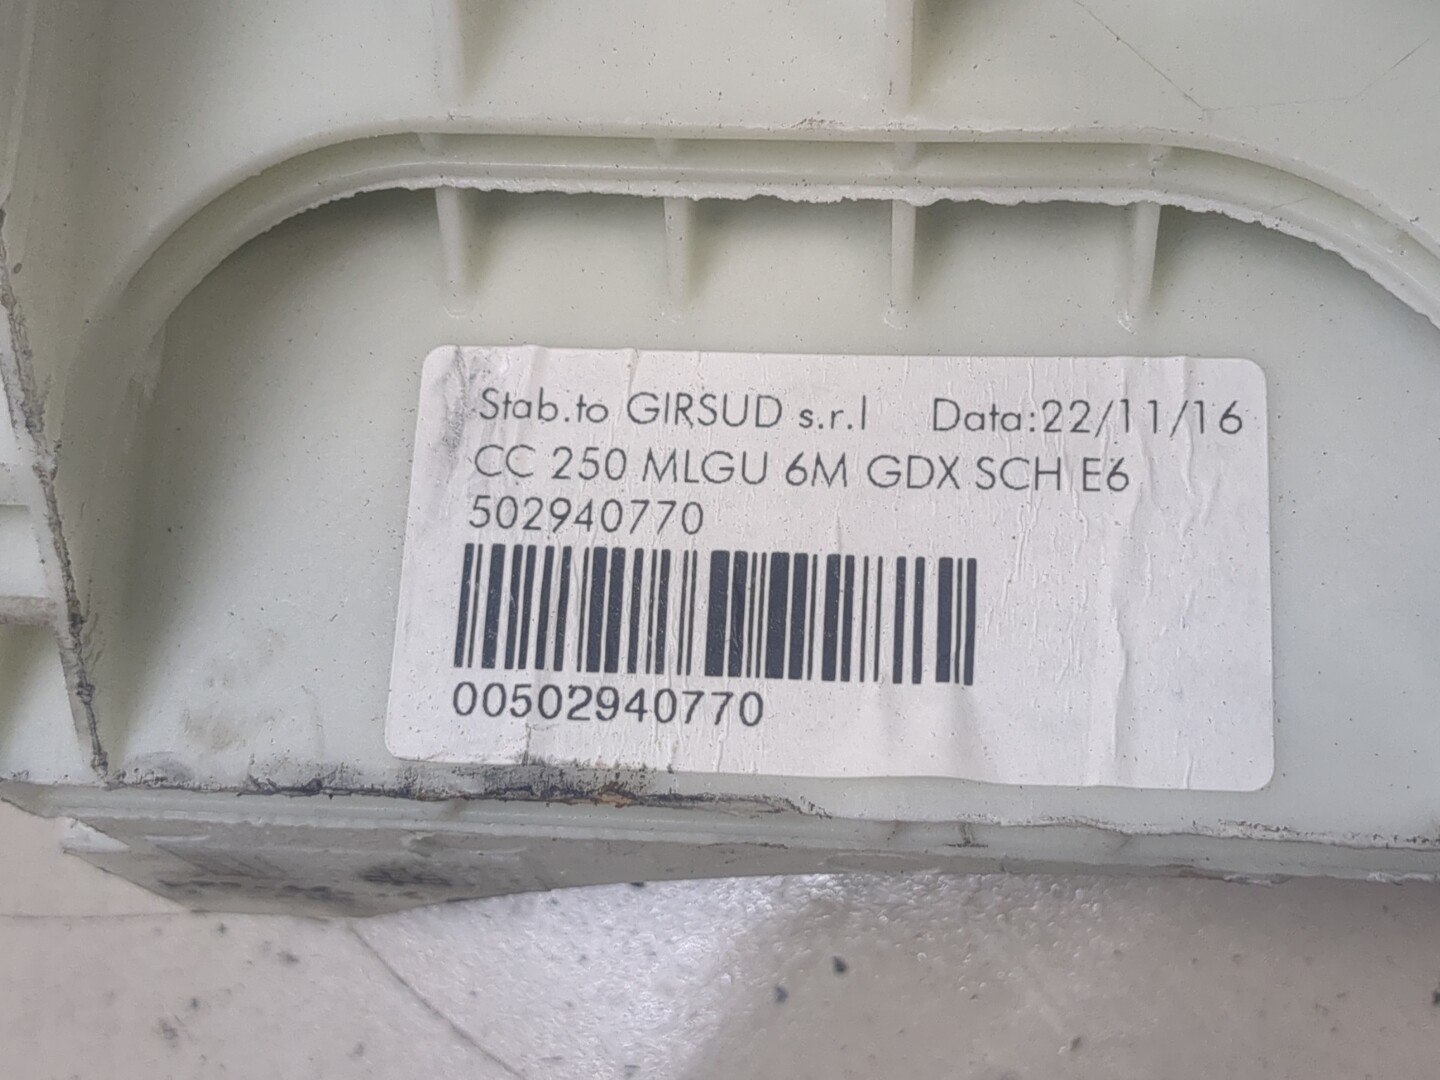 Stab.to GIRSUD s.r.l Data:22/11/16
CC 250 MLGU 6M GDX SCH E6
502940770
00502940770